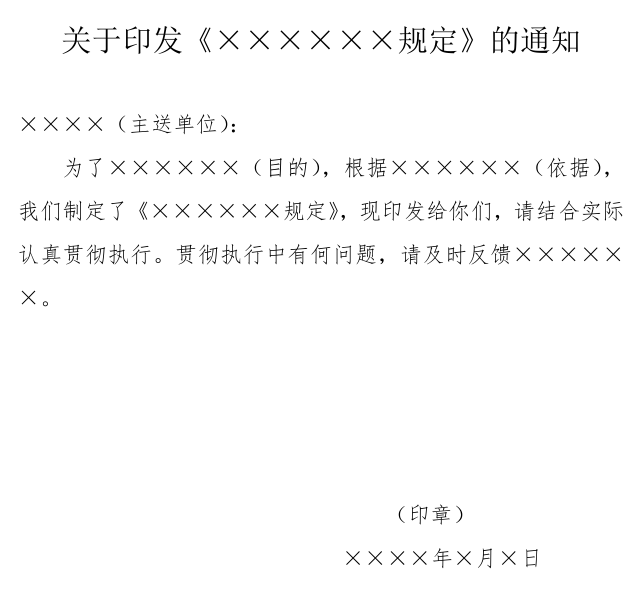 关于印发《××××××规定》的通知
××××（主送单位）：
为了××××××（目的），根据××××××（依据），
我们制定了《××××××规定》，现印发给你们，请结合实际
认真贯彻执行。贯彻执行中有何问题，请及时反馈×××××
×。
（印章）
××××年×月×日